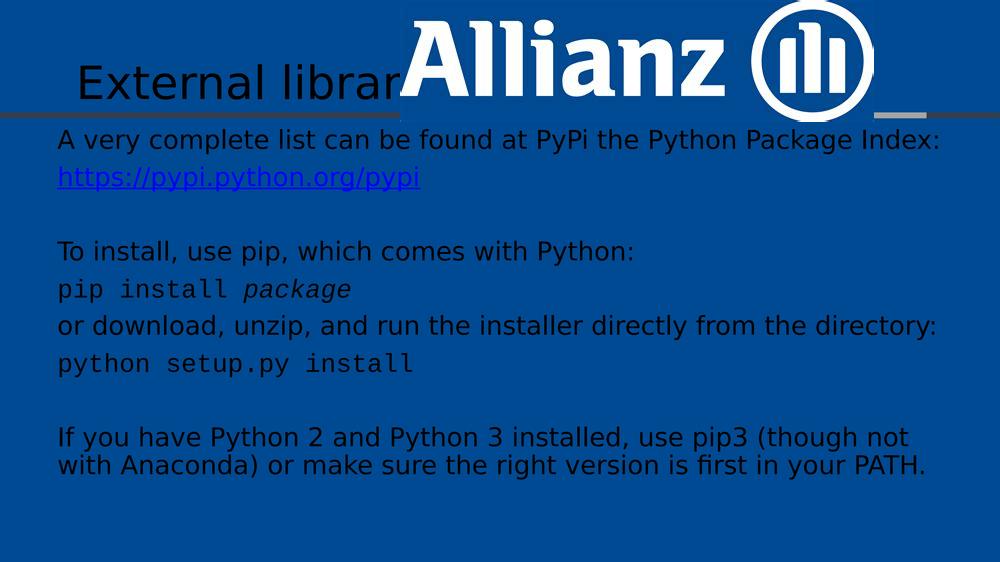 Allianz
External librar
A very complete list can be found at PyPi the Python Package Index:
https://pypi.python.org/pypi
To install, use pip, which comes with Python:
pip install package
or download, unzip, and run the installer directly from the directory:
python setup.py install
If you have Python 2 and Python 3 installed, use pip3 (though not
with Anaconda) or make sure the right version is first in your PATH.